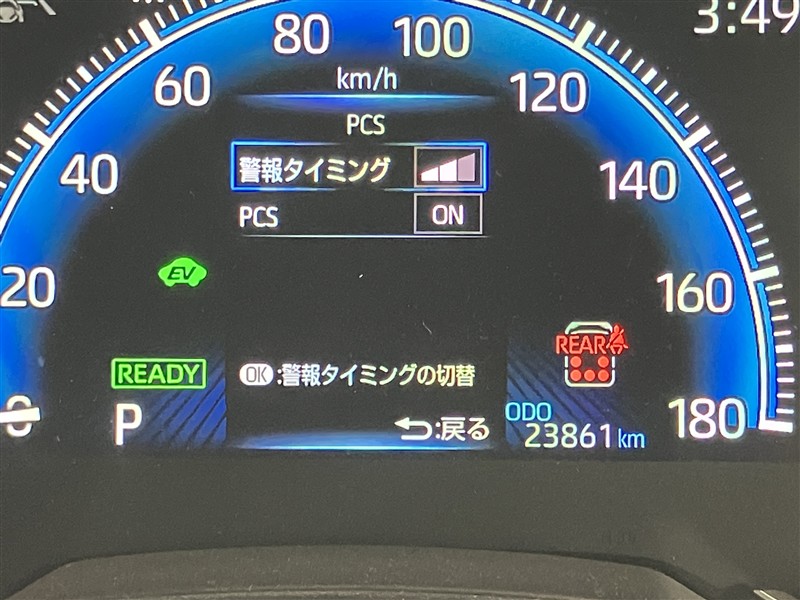 3:49
80 100
km/h
60 120
PCS
40 警報タイミング 140
PCS ON
EV
20 160
REAR
READY OK:警報タイミングの切替
ODO
0 P :戻る 23861km 180